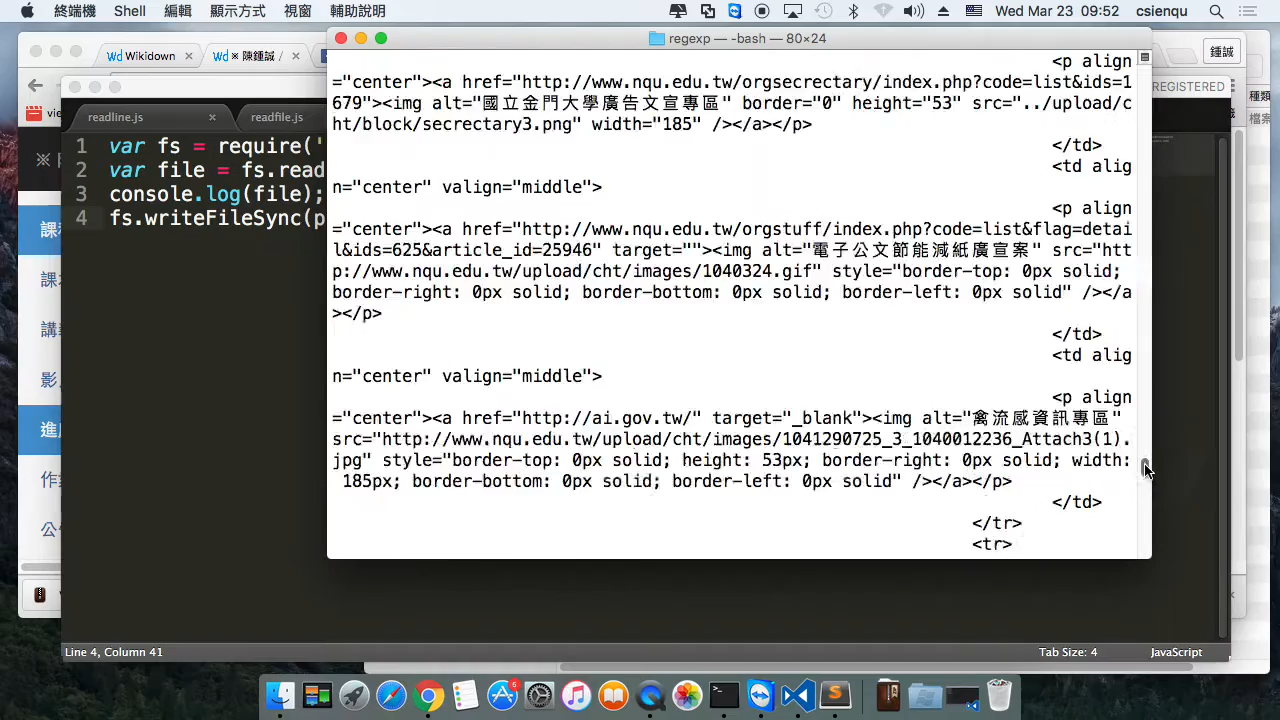 終端機 Shell 編輯 顯示方式 視窗 輔助說明 Wed Mar 23 09:52 csienqu
regexp — -bash — 80×24
Wikidown
※ 陳鍾誠 /
鍾誠
REGISTERED
readline.js
readfile.js
1 var fs = require('
2 var file = fs.read
3 console.log(file);
4 fs.writeFileSync(p
<p align
="center"><a href="http://www.nqu.edu.tw/orgsecretary/index.php?code=list&ids=1
679"><img alt="國立金門大學廣告文宣專區" border="0" height="53" src="../upload/c
ht/block/secrectary3.png" width="185" /></a></p>
</td>
<td alig
n="center" valign="middle">
<p align
="center"><a href="http://www.nqu.edu.tw/orgstuff/index.php?code=list&flag=detai
l&ids=625&article_id=25946" target=""><img alt="電子公文節能減紙廣宣案" src="htt
p://www.nqu.edu.tw/upload/cht/images/1040324.gif" style="border-top: 0px solid;
border-right: 0px solid; border-bottom: 0px solid; border-left: 0px solid" /></a
></p>
</td>
<td alig
n="center" valign="middle">
<p align
="center"><a href="http://ai.gov.tw/" target="_blank"><img alt="禽流感資訊專區"
src="http://www.nqu.edu.tw/upload/cht/images/1041290725_3_1040012236_Attach3(1).
jpg" style="border-top: 0px solid; height: 53px; border-right: 0px solid; width:
185px; border-bottom: 0px solid; border-left: 0px solid" /></a></p>
</td>
</tr>
<tr>
Line 4, Column 41
Tab Size: 4
JavaScript
6